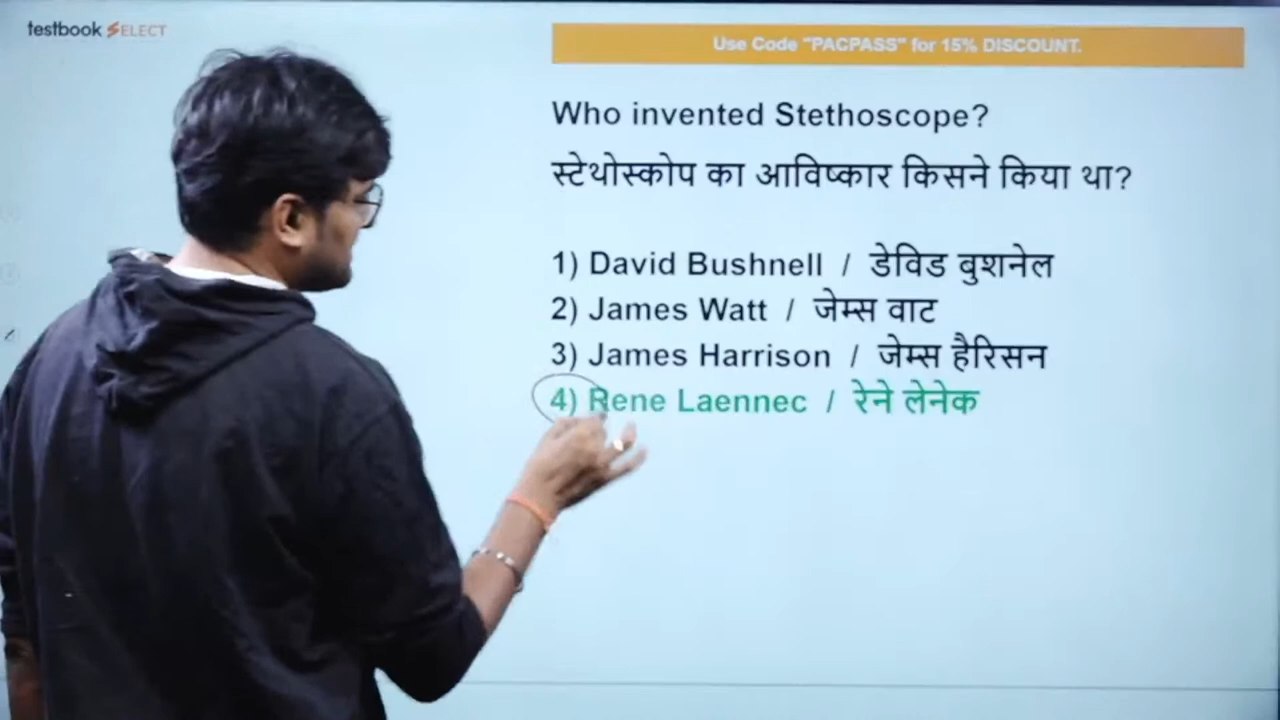 testbook SELECT
Use Code "PACPASS" for 15% DISCOUNT.
Who invented Stethoscope?
स्टेथोस्कोप का आविष्कार किसने किया था?
1) David Bushnell / डेविड बुशनेल
2) James Watt / जेम्स वाट
3) James Harrison / जेम्स हैरिसन
4) Rene Laennec / रेने लेनेक